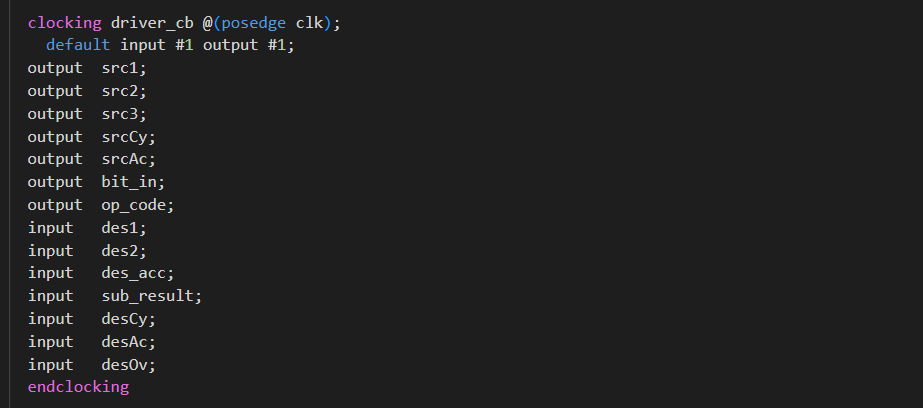 clocking driver_cb @(posedge clk);
  default input #1 output #1;
output  src1;
output  src2;
output  src3;
output  srcCy;
output  srcAc;
output  bit_in;
output  op_code;
input   des1;
input   des2;
input   des_acc;
input   sub_result;
input   desCy;
input   desAc;
input   desOv;
endclocking